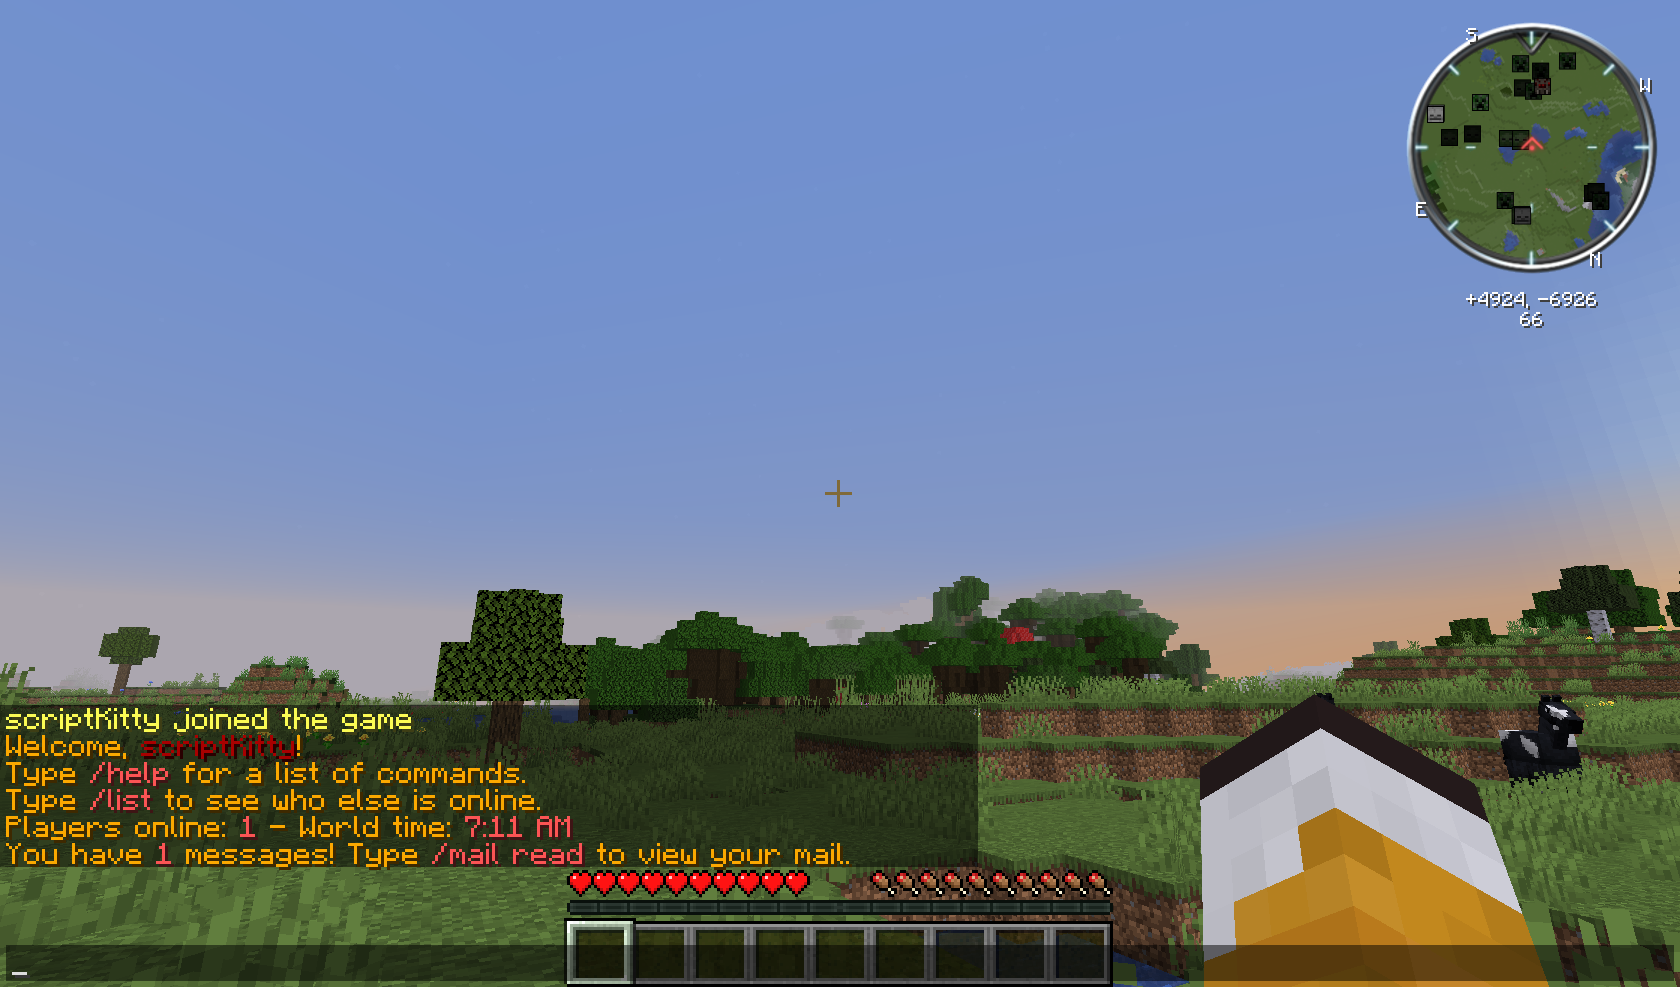 S
W
E
N
+4924, -6926
66
scriptKitty joined the game
Welcome, scriptKitty!
Type /help for a list of commands.
Type /list to see who else is online.
Players online: 1 - World time: 7:11 AM
You have 1 messages! Type /mail read to view your mail.
_